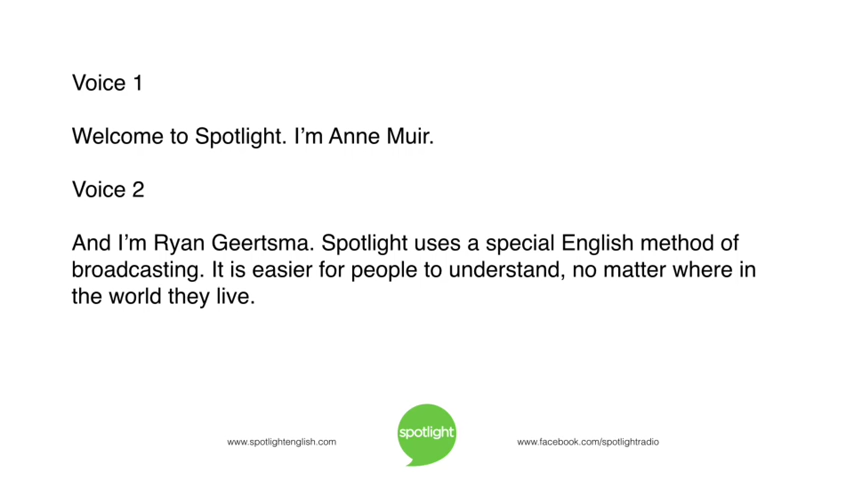 Voice 1
Welcome to Spotlight. I’m Anne Muir.
Voice 2
And I’m Ryan Geertsma. Spotlight uses a special English method of
broadcasting. It is easier for people to understand, no matter where in
the world they live.
spotlight
www.spotlightenglish.com
www.facebook.com/spotlightradio